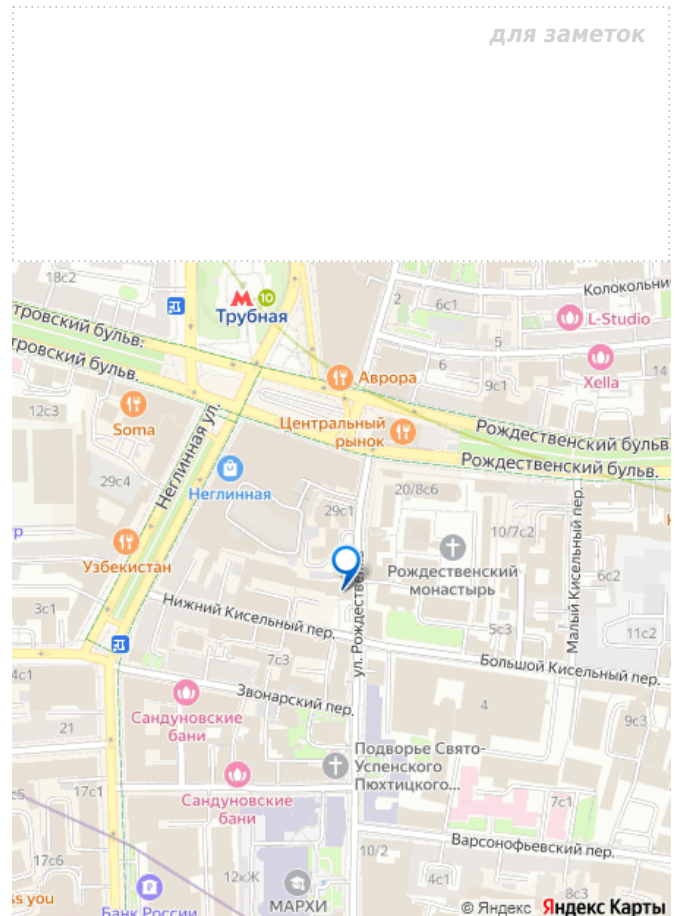 для заметок
18с2
10
Трубная
2
6с1
Колокольни
L-Studio
тровский бульв.
тровский бульв.
5
6
Xella
14
Аврора
9с1
12с3
Soma
Неглинная ул.
Центральный
рынок
Рождественский бульв.
Рождественский бульв.
29с4
Неглинная
29с1
20/8с6
10/7с2
Малый Кисельный пер.
р
Узбекистан
Рождественский
монастырь
6с2
3с1
Нижний Кисельный пер.
5с3
11с2
7с3
Большой Кисельный пер.
4с1
Звонарский пер.
Сандуновские
бани
4
9с3
21
Подворье Свято-
Успенского
Пюхтицкого...
17с1
Сандуновские
бани
7с1
Варсонофьевский пер.
10/2
17с6
12кЖ
4с1
8с3
ss you
Банк России
МАРХИ
© Яндекс Яндекс Карты